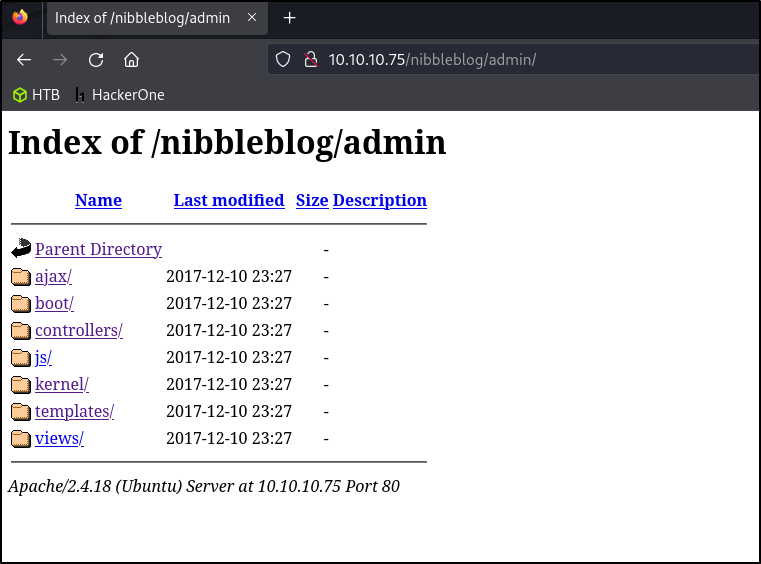 Index of /nibbleblog/admin
10.10.10.75/nibbleblog/admin/
HTB HackerOne
Index of /nibbleblog/admin
Name Last modified Size Description
Parent Directory -
ajax/ 2017-12-10 23:27 -
boot/ 2017-12-10 23:27 -
controllers/ 2017-12-10 23:27 -
js/ 2017-12-10 23:27 -
kernel/ 2017-12-10 23:27 -
templates/ 2017-12-10 23:27 -
views/ 2017-12-10 23:27 -
Apache/2.4.18 (Ubuntu) Server at 10.10.10.75 Port 80